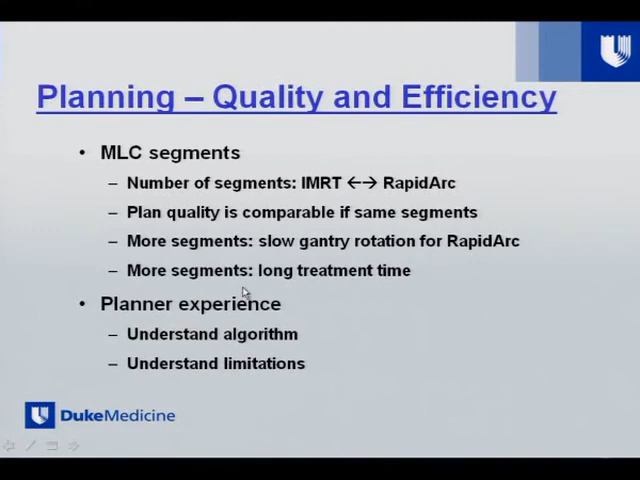 Planning – Quality and Efficiency
• MLC segments
– Number of segments: IMRT ←→ RapidArc
– Plan quality is comparable if same segments
– More segments: slow gantry rotation for RapidArc
– More segments: long treatment time
• Planner experience
– Understand algorithm
– Understand limitations
DukeMedicine